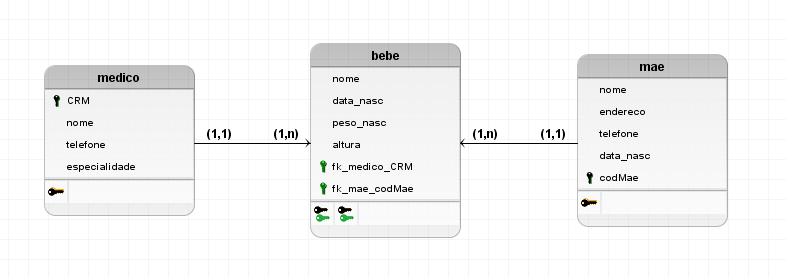 medico
CRM
nome
telefone
especialidade
(1,1)
(1,n)
bebe
nome
data_nasc
peso_nasc
altura
fk_medico_CRM
fk_mae_codMae
(1,n)
(1,1)
mae
nome
endereco
telefone
data_nasc
codMae